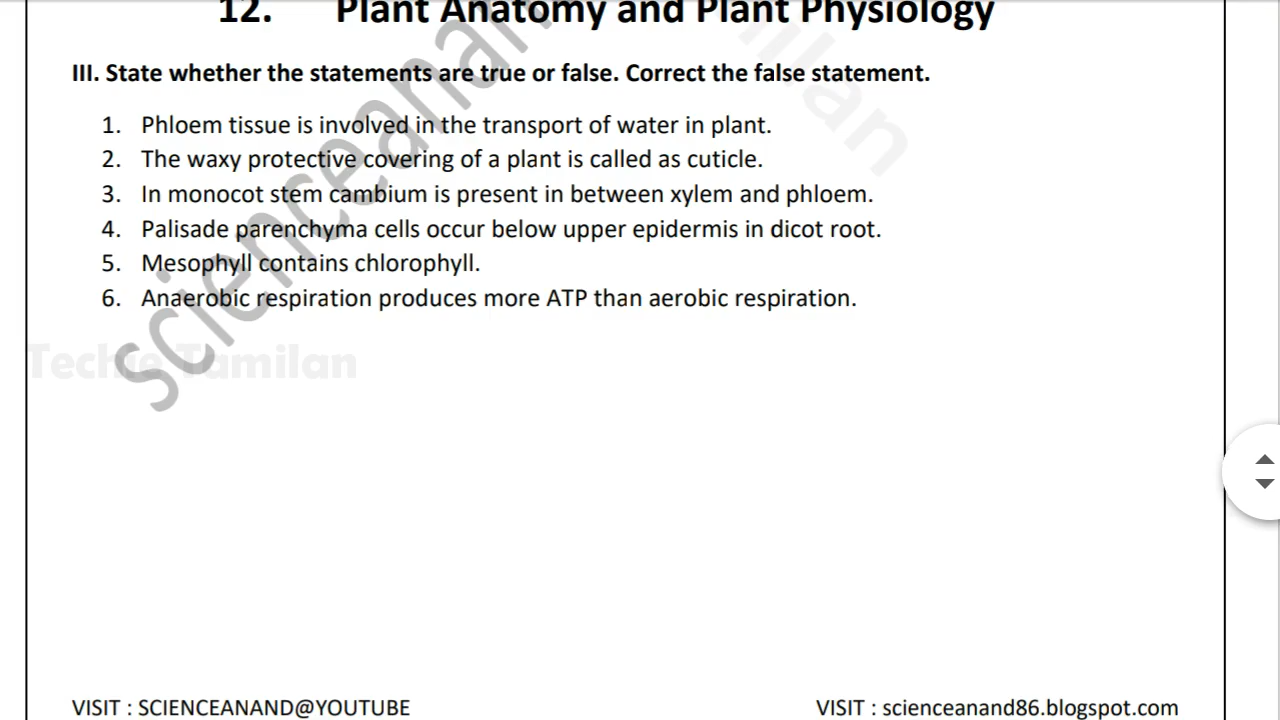 12. Plant Anatomy and Plant Physiology
III. State whether the statements are true or false. Correct the false statement.
1. Phloem tissue is involved in the transport of water in plant.
2. The waxy protective covering of a plant is called as cuticle.
3. In monocot stem cambium is present in between xylem and phloem.
4. Palisade parenchyma cells occur below upper epidermis in dicot root.
5. Mesophyll contains chlorophyll.
6. Anaerobic respiration produces more ATP than aerobic respiration.
Techie Tamilan
scienceanan
milan
VISIT : SCIENCEANAND@YOUTUBE
VISIT : scienceanand86.blogspot.com